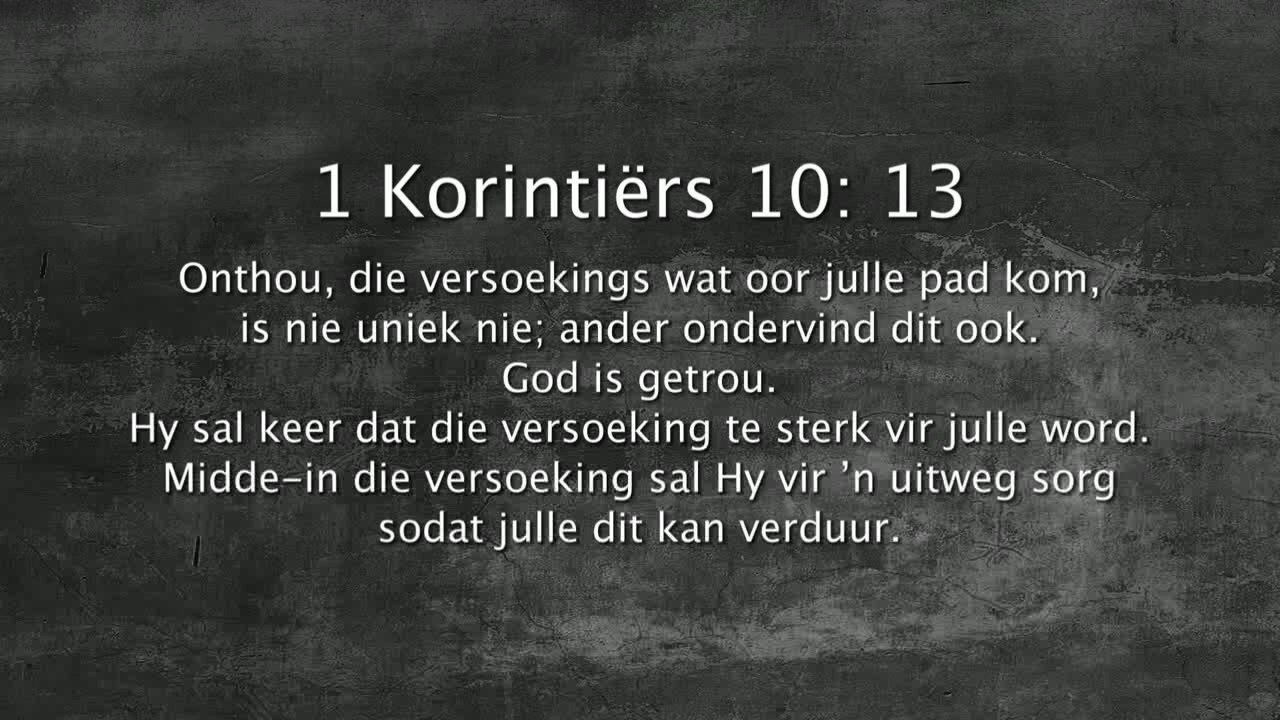 1 Korintiërs 10: 13
Onthou, die versoekings wat oor julle pad kom,
is nie uniek nie; ander ondervind dit ook.
God is getrou.
Hy sal keer dat die versoeking te sterk vir julle word.
Midde-in die versoeking sal Hy vir ’n uitweg sorg
sodat julle dit kan verduur.